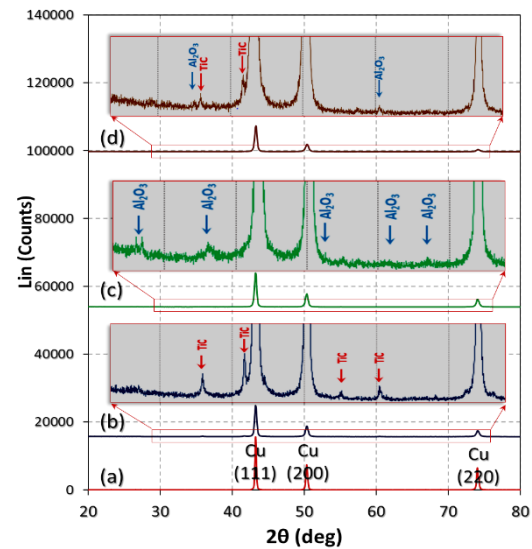 140000
120000
100000
80000
60000
40000
20000
0
Lin (Counts)
Al₂O₃
TiC
TiC
Al₂O₃
(d)
Al₂O₃
Al₂O₃
Al₂O₃
Al₂O₃
Al₂O₃
(c)
TiC
TiC
TiC
TiC
(b)
(a)
Cu
(111)
Cu
(200)
Cu
(220)
20 30 40 50 60 70 80
2θ (deg)